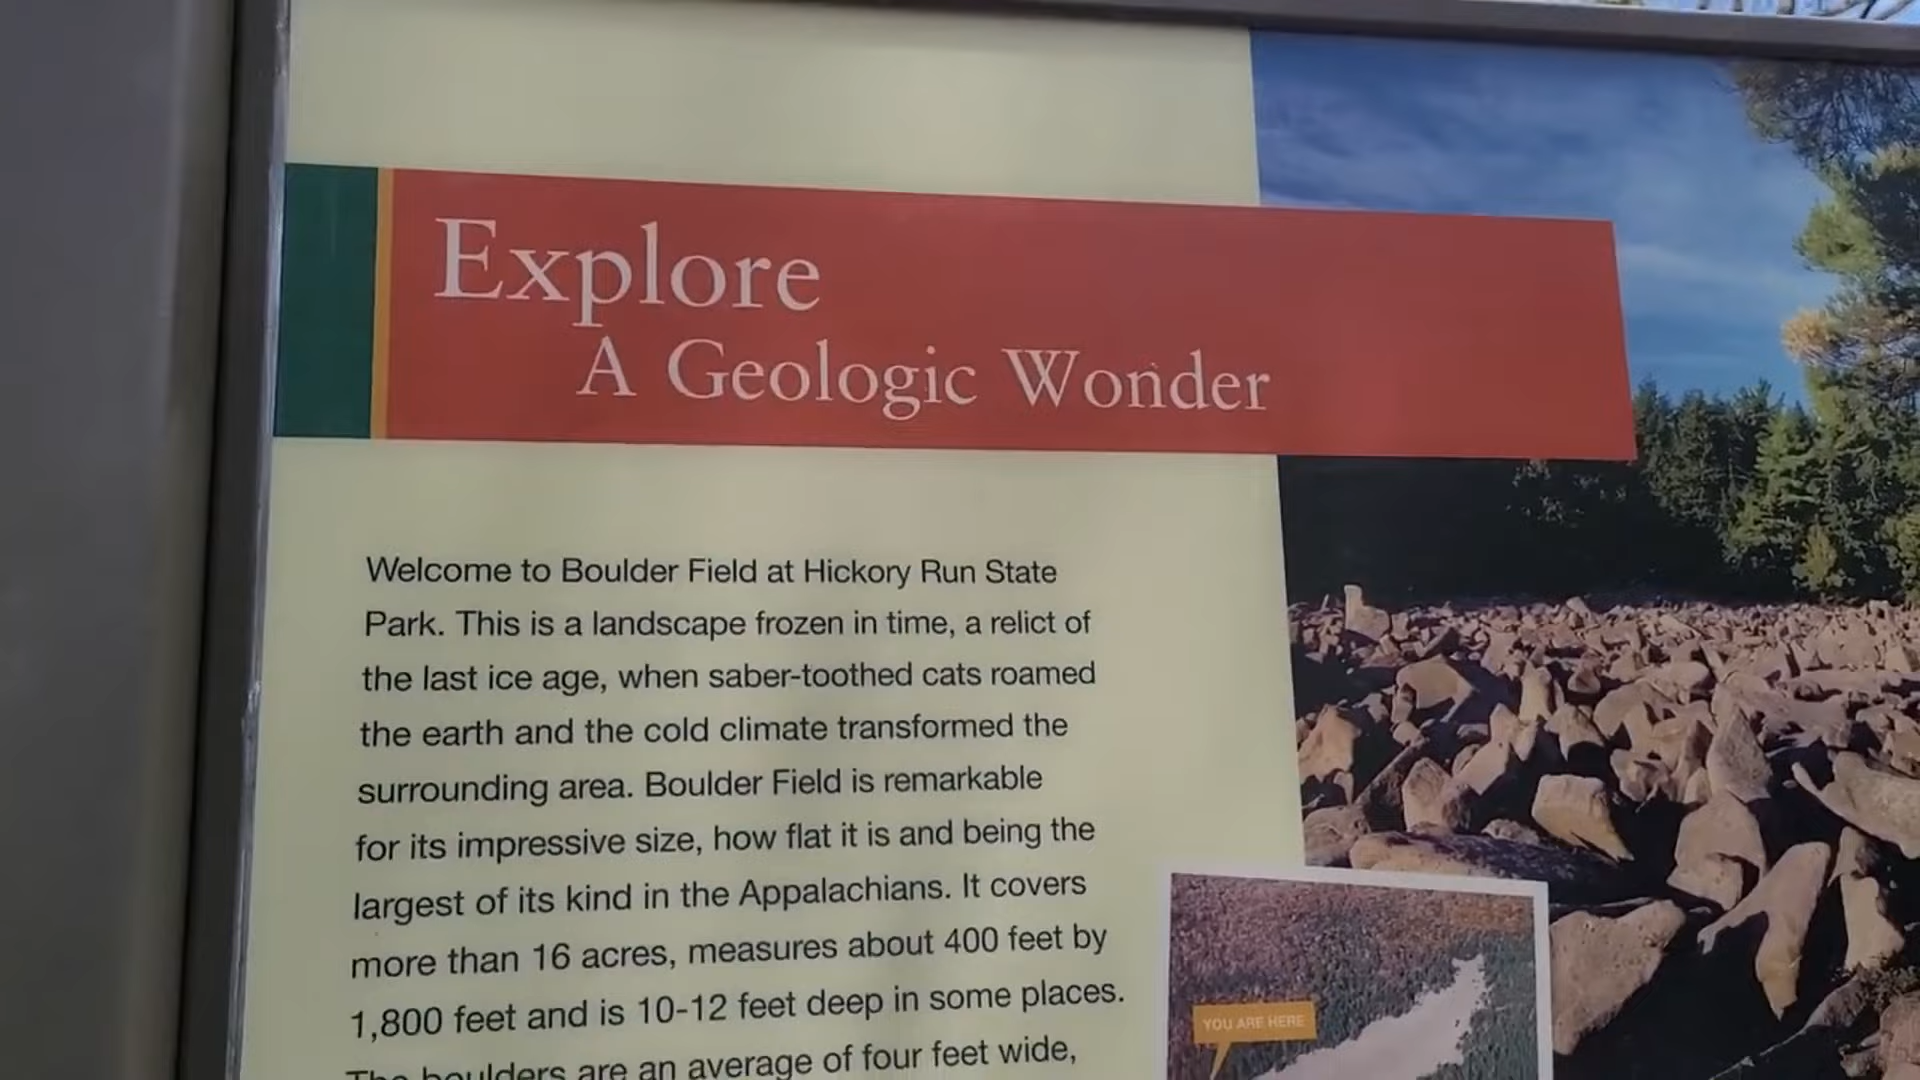 Explore
A Geologic Wonder
Welcome to Boulder Field at Hickory Run State
Park. This is a landscape frozen in time, a relict of
the last ice age, when saber-toothed cats roamed
the earth and the cold climate transformed the
surrounding area. Boulder Field is remarkable
for its impressive size, how flat it is and being the
largest of its kind in the Appalachians. It covers
more than 16 acres, measures about 400 feet by
1,800 feet and is 10-12 feet deep in some places.
The boulders are an average of four feet wide,
YOU ARE HERE